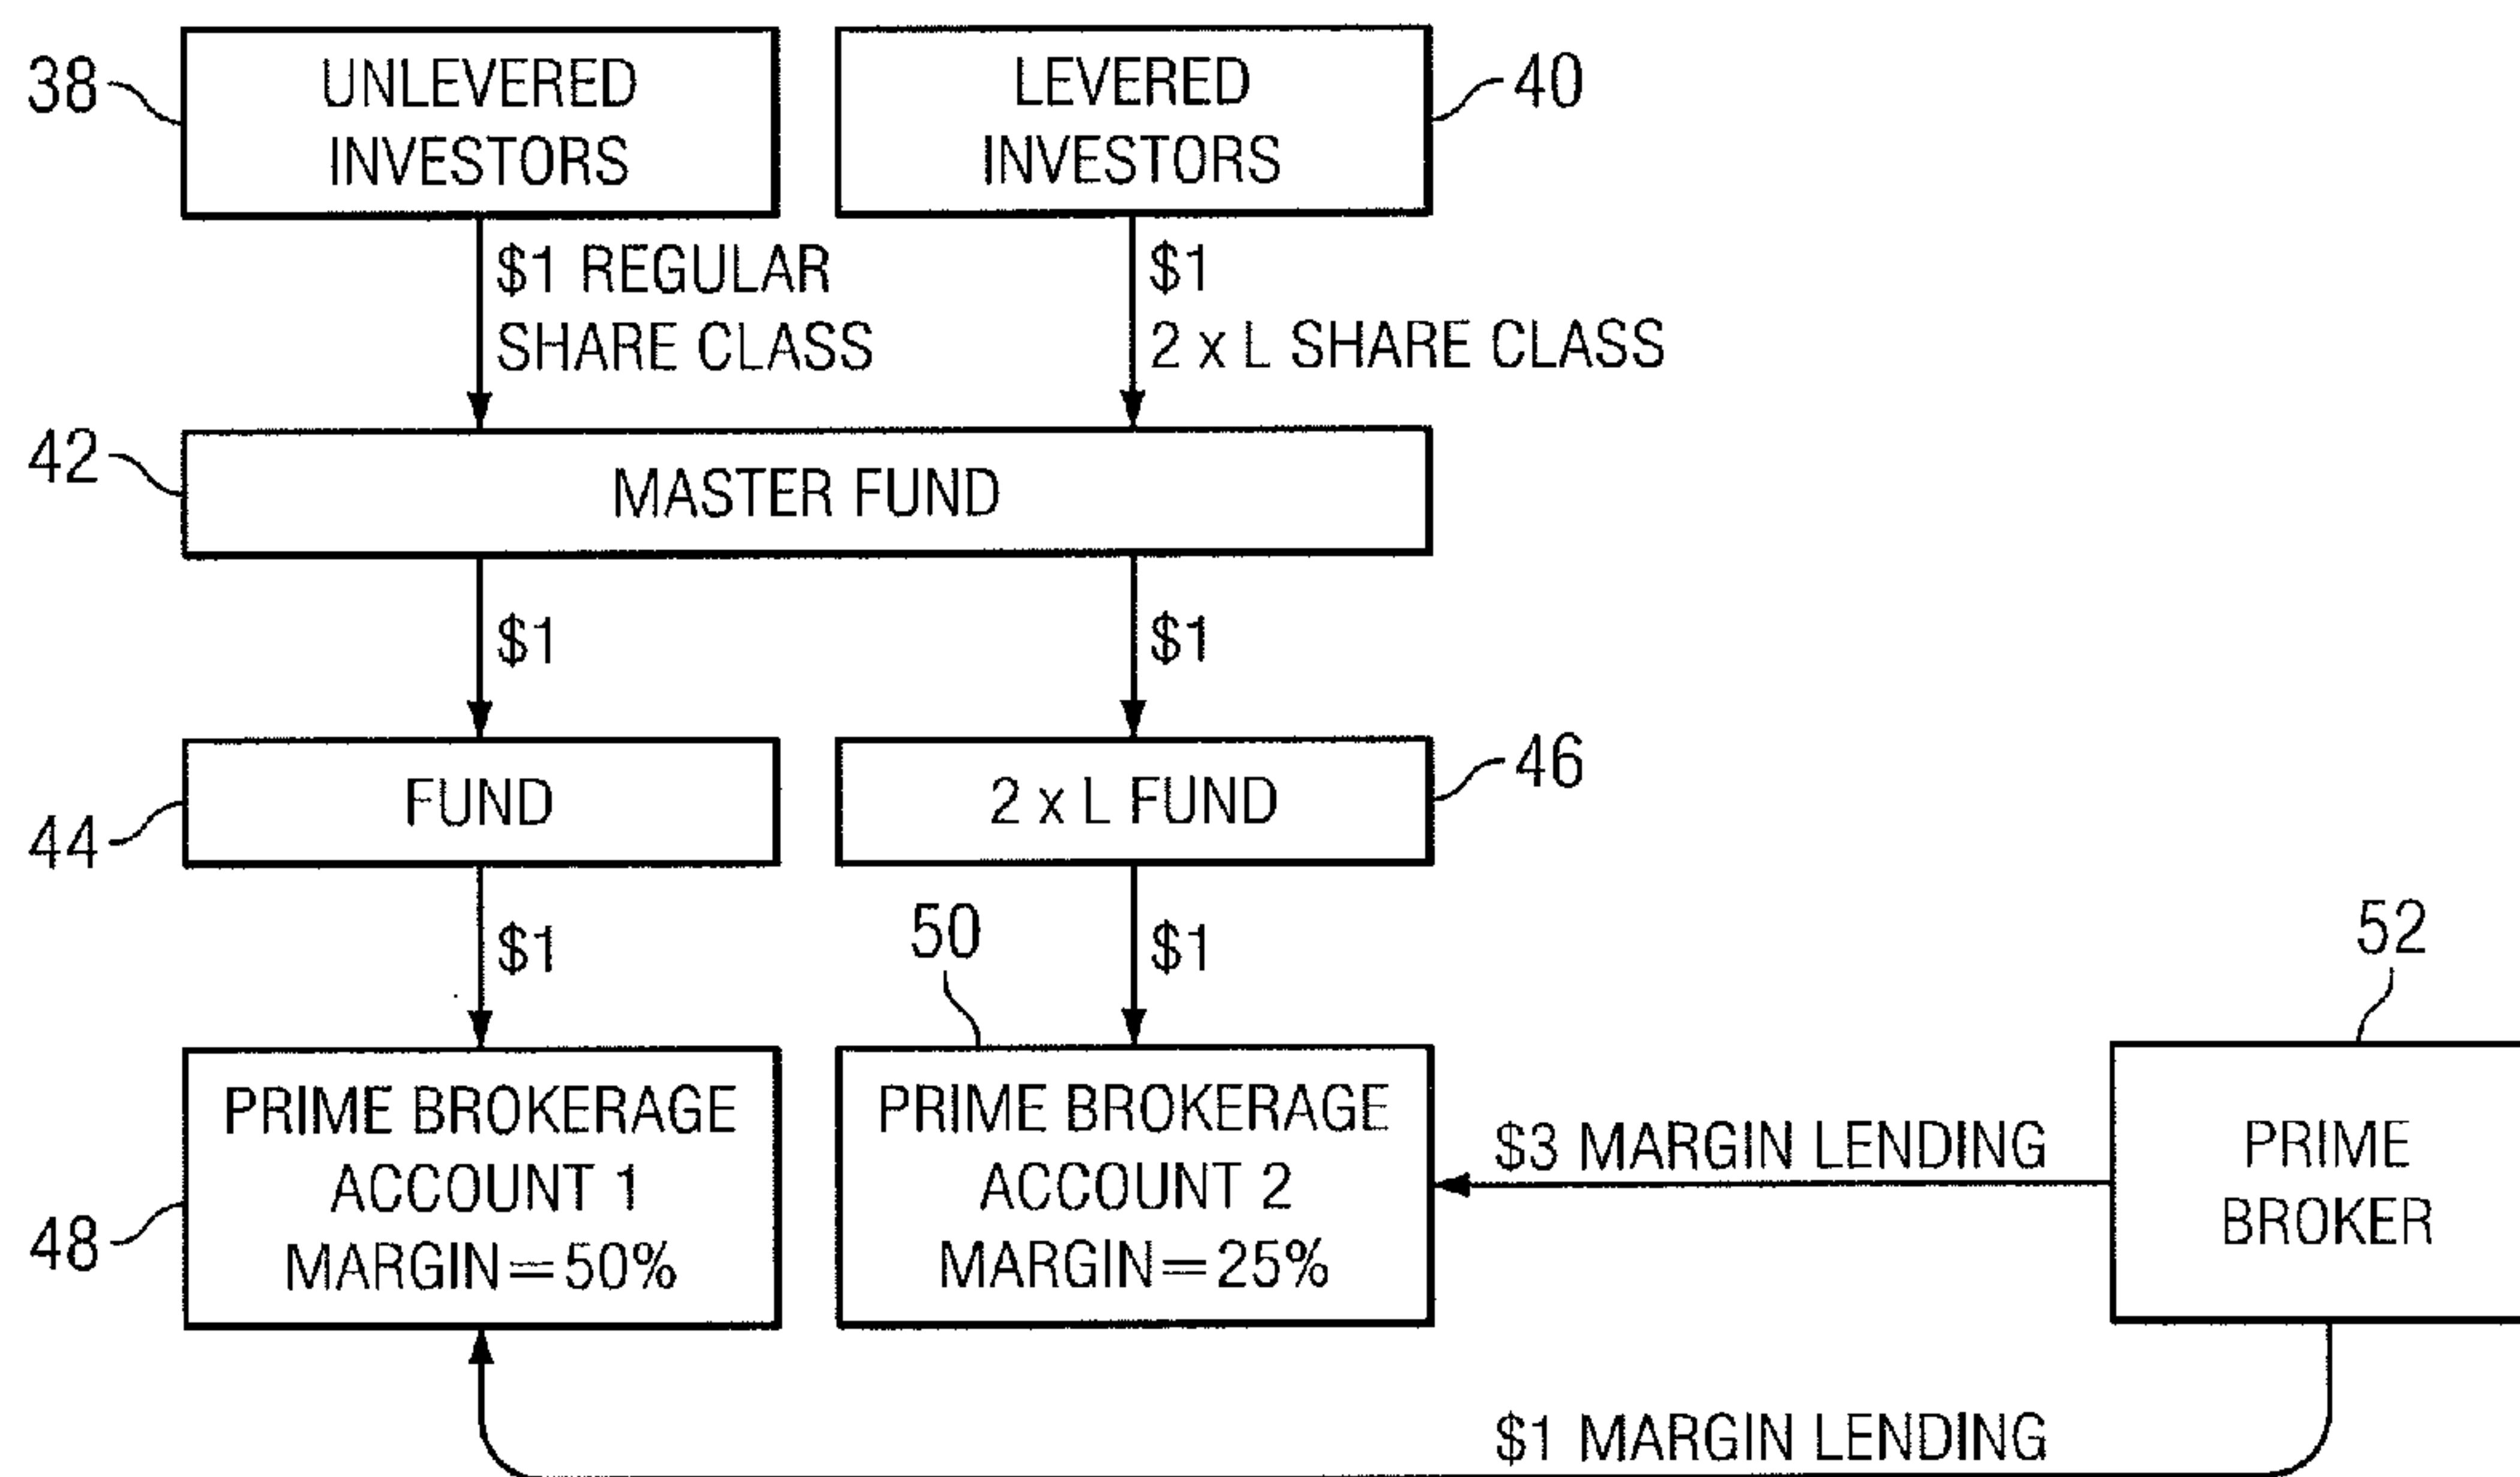 38
UNLEVERED
INVESTORS
LEVERED
INVESTORS
40
$1 REGULAR
SHARE CLASS
$1
2 x L SHARE CLASS
42
MASTER FUND
$1
$1
44
FUND
2 x L FUND
46
$1
50
$1
52
48
PRIME BROKERAGE
ACCOUNT 1
MARGIN=50%
PRIME BROKERAGE
ACCOUNT 2
MARGIN=25%
$3 MARGIN LENDING
PRIME
BROKER
$1 MARGIN LENDING